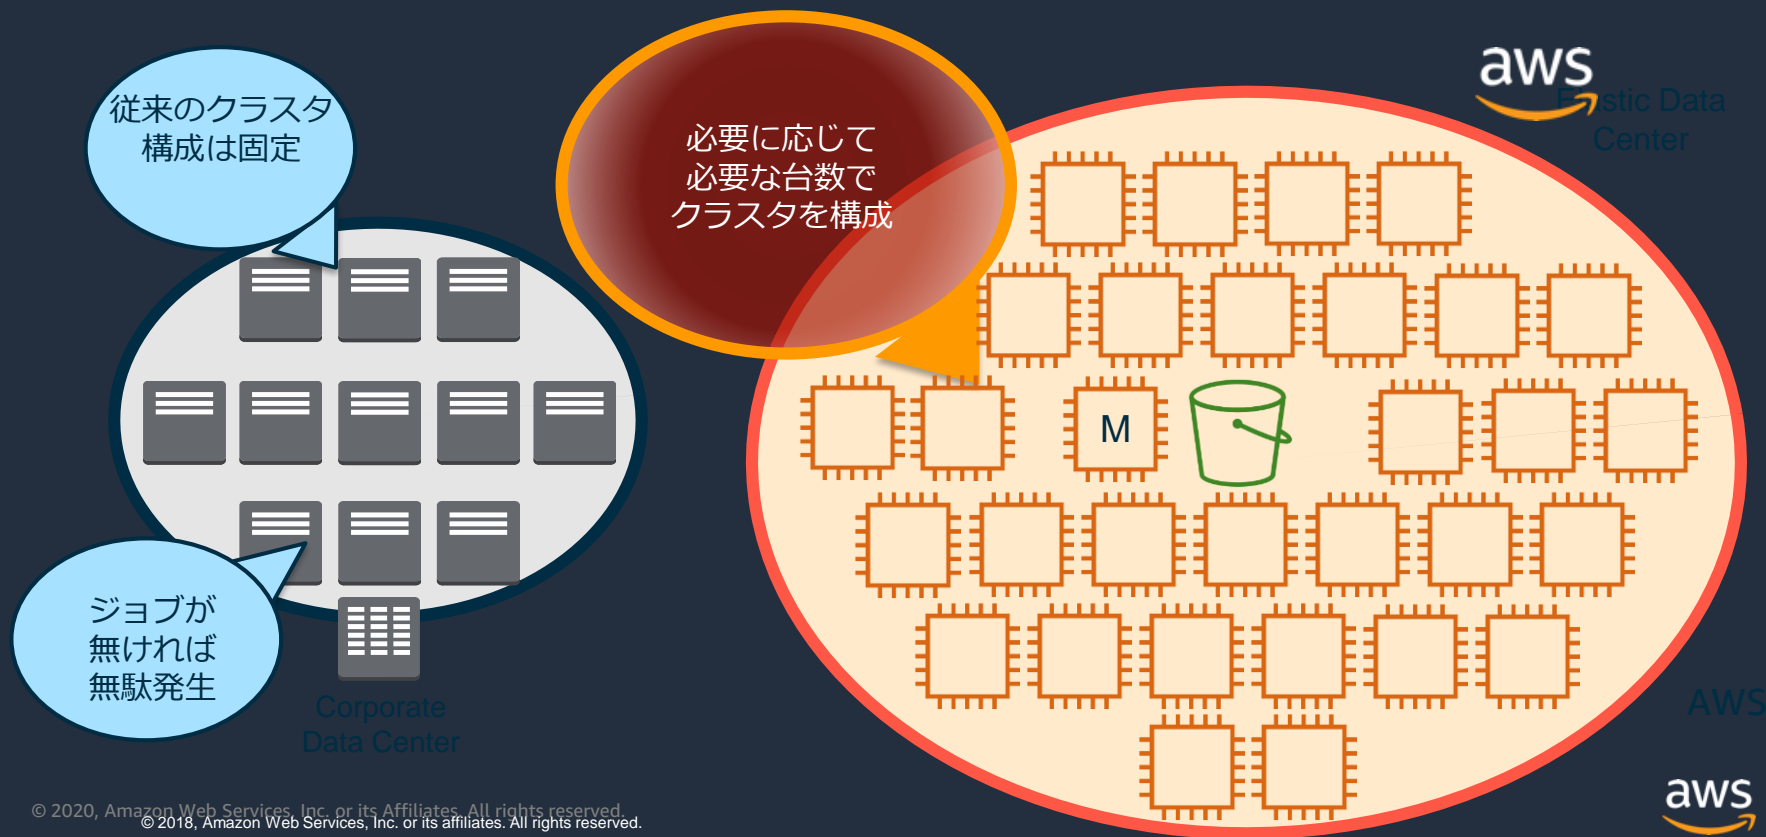 従来のクラスタ
構成は固定
必要に応じて
必要な台数で
クラスタを構成
aws
Elastic Data
Center
M
ジョブが
無ければ
無駄発生
Corporate
Data Center
AWS
aws
© 2020, Amazon Web Services, Inc. or its Affiliates. All rights reserved.
© 2018, Amazon Web Services, Inc. or its affiliates. All rights reserved.